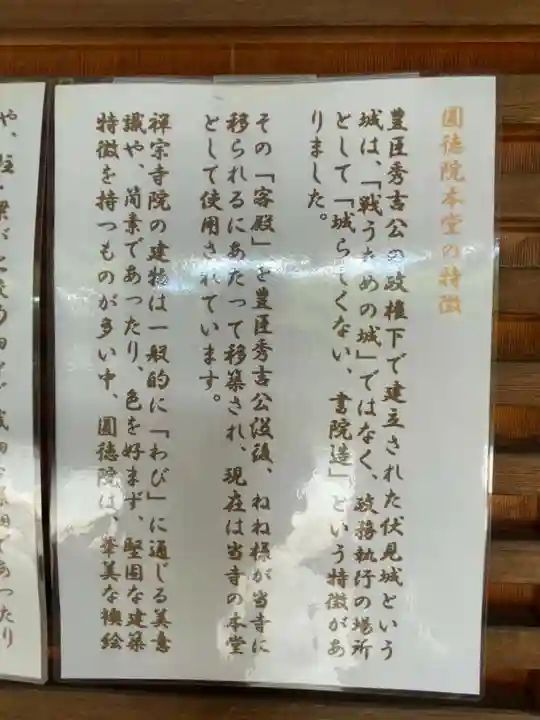 圓徳院本堂の特徴
豊臣秀吉公の政権下で建立された伏見城という
城は、「戦うための城」ではなく、政務執行の場所
として「城らしくない、書院造」という特徴があ
りました。
その「客殿」を豊臣秀吉公没後、ねね様が当寺に
移られるにあたって移築され、現在は当寺の本堂
として使用されています。
禅宗寺院の建物は一般的に「わび」に通じる美意
識や、簡素であったり、色を好まず、堅固な建築
特徴を持つものが多い中、圓徳院は、華美な襖絵
や、柱・梁が